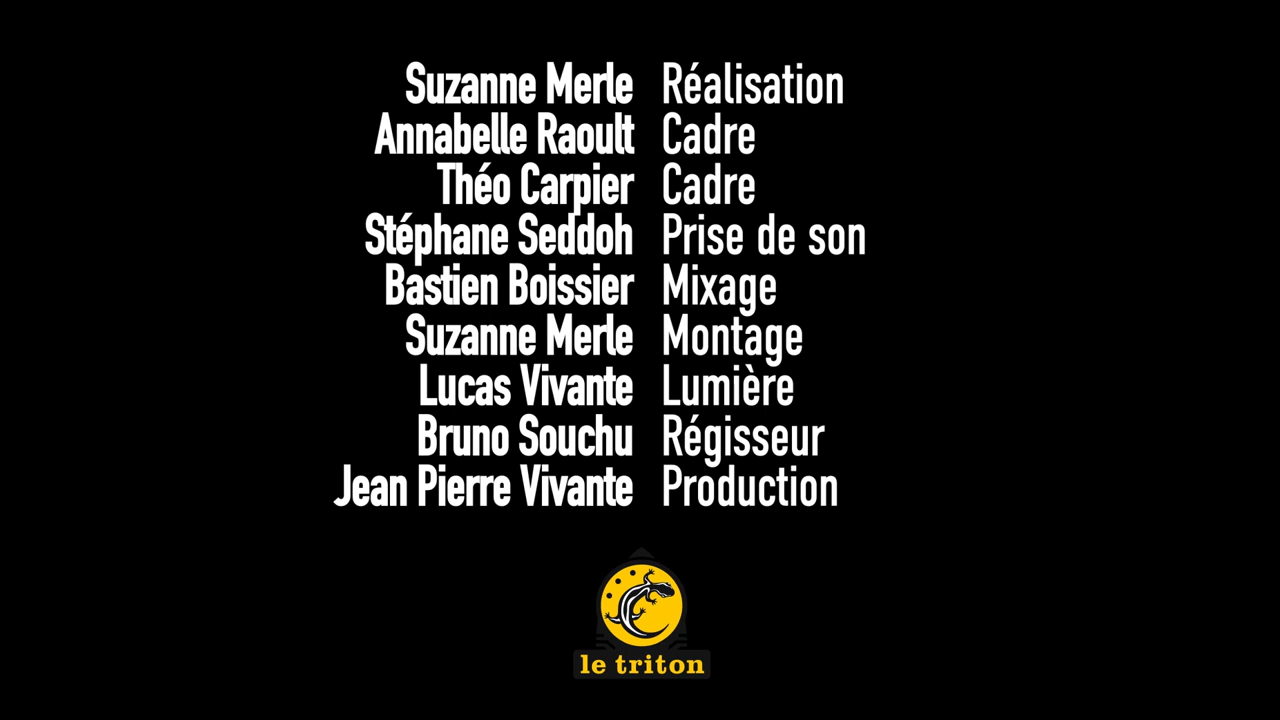 Suzanne Merle Réalisation
Annabelle Raoult Cadre
Théo Carpier Cadre
Stéphane Seddoh Prise de son
Bastien Boissier Mixage
Suzanne Merle Montage
Lucas Vivante Lumière
Bruno Souchu Régisseur
Jean Pierre Vivante Production
le triton